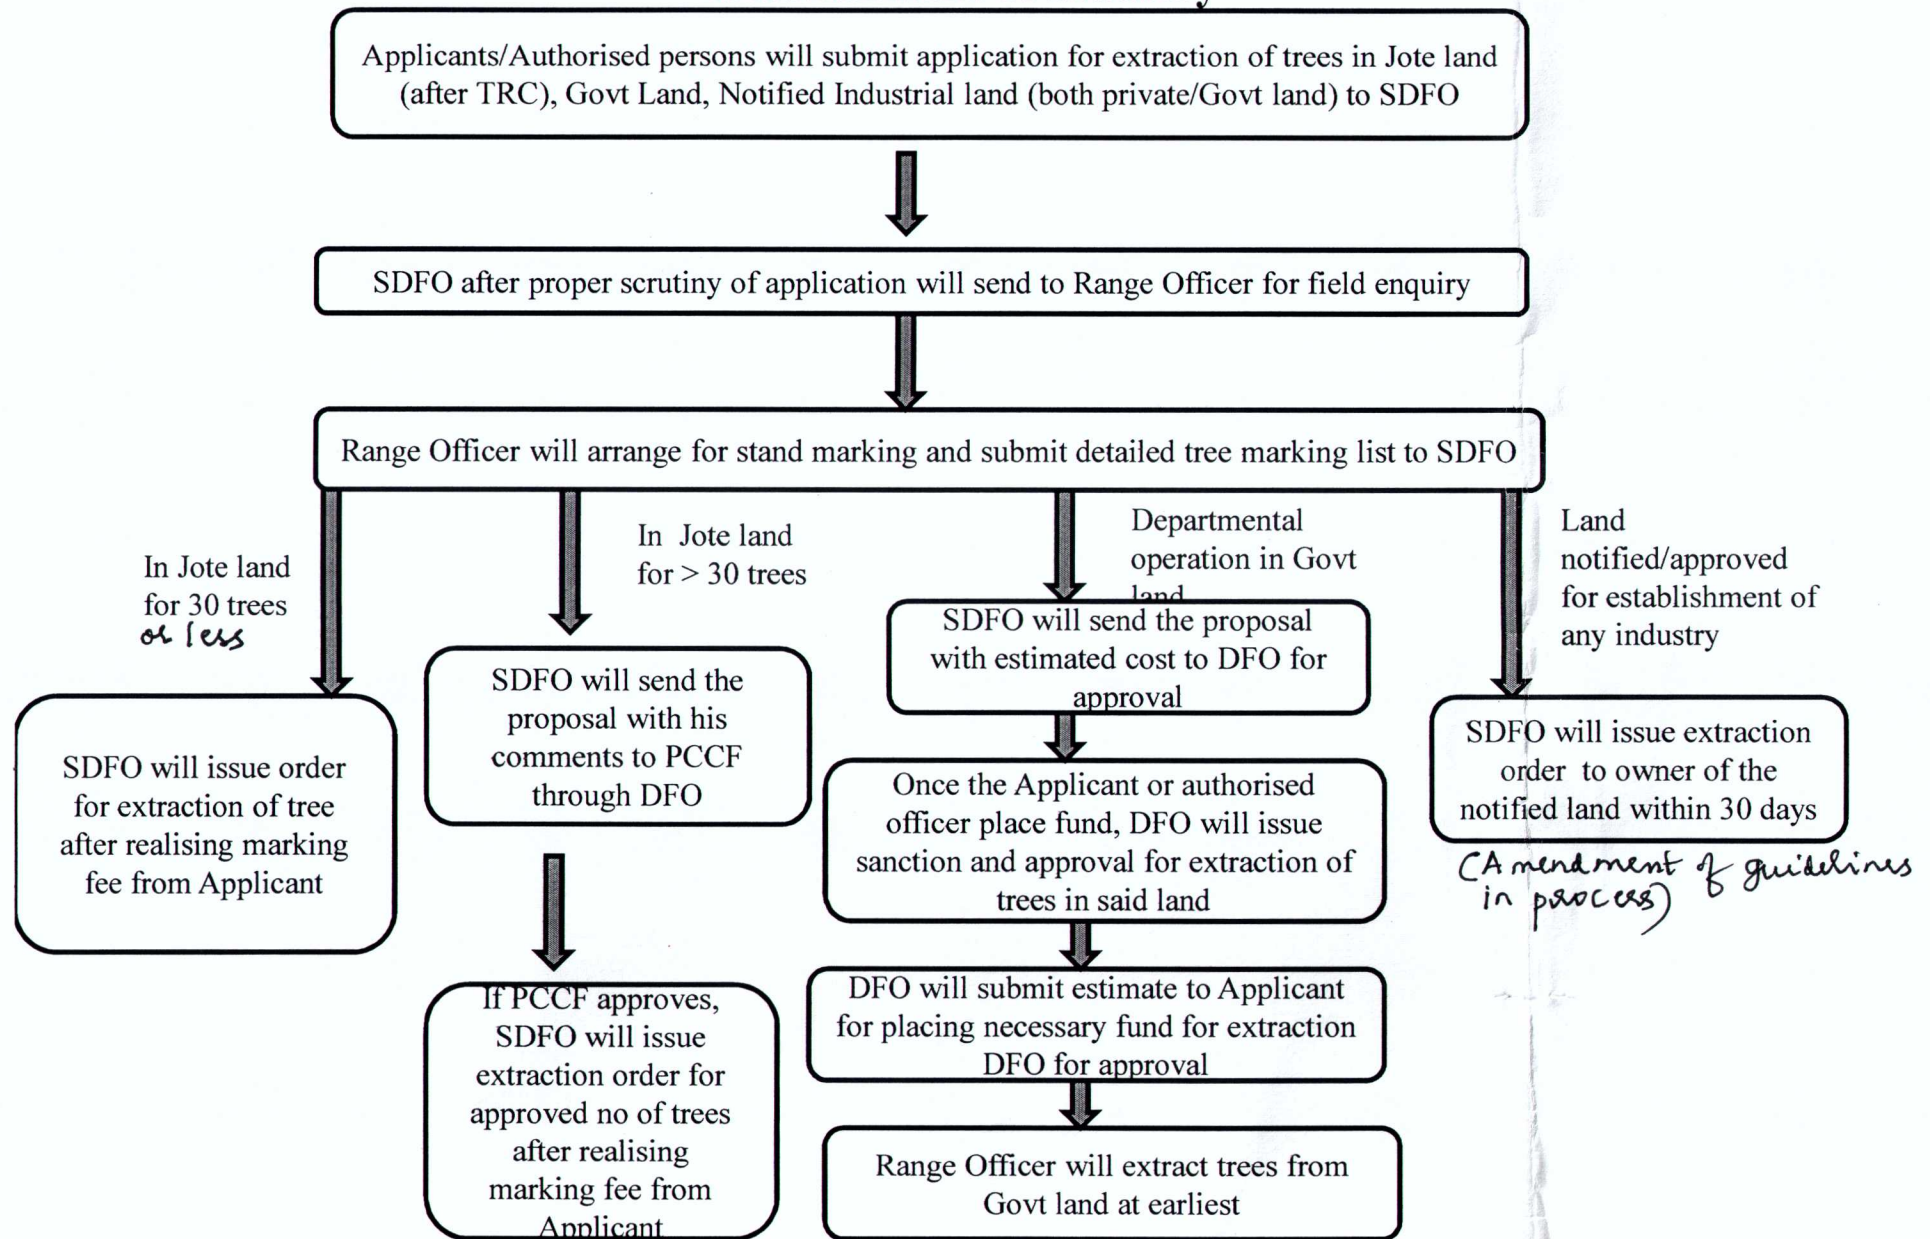 Applicants/Authorised persons will submit application for extraction of trees in Jote land
(after TRC), Govt Land, Notified Industrial land (both private/Govt land) to SDFO
SDFO after proper scrutiny of application will send to Range Officer for field enquiry
Range Officer will arrange for stand marking and submit detailed tree marking list to SDFO
In Jote land
for 30 trees
or less
SDFO will issue order
for extraction of tree
after realising marking
fee from Applicant
In Jote land
for > 30 trees
SDFO will send the
proposal with his
comments to PCCF
through DFO
If PCCF approves,
SDFO will issue
extraction order for
approved no of trees
after realising
marking fee from
Applicant
Departmental
operation in Govt
land
SDFO will send the proposal
with estimated cost to DFO for
approval
Once the Applicant or authorised
officer place fund, DFO will issue
sanction and approval for extraction of
trees in said land
DFO will submit estimate to Applicant
for placing necessary fund for extraction
DFO for approval
Range Officer will extract trees from
Govt land at earliest
Land
notified/approved
for establishment of
any industry
SDFO will issue extraction
order to owner of the
notified land within 30 days
(Amendment of guidelines
in process)